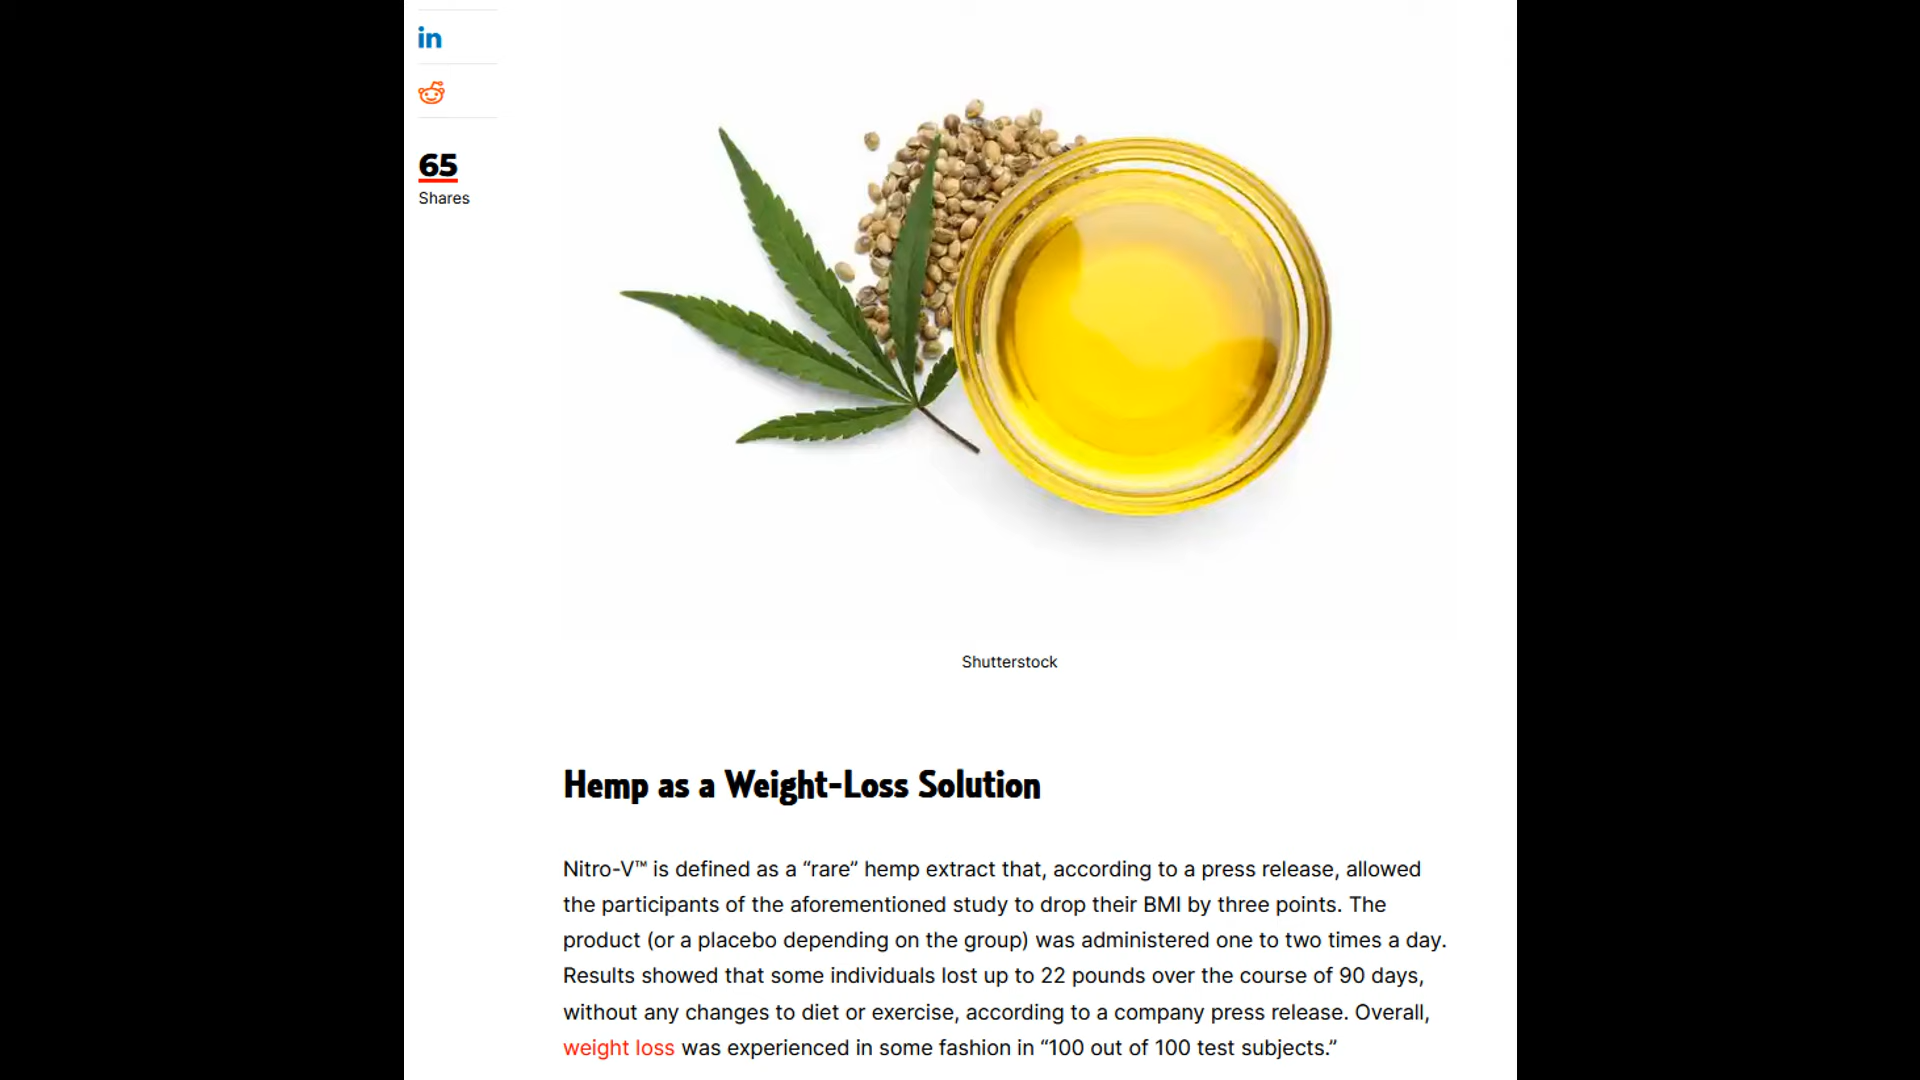 in
65
Shares
Shutterstock
Hemp as a Weight-Loss Solution
Nitro-V™ is defined as a “rare” hemp extract that, according to a press release, allowed
the participants of the aforementioned study to drop their BMI by three points. The
product (or a placebo depending on the group) was administered one to two times a day.
Results showed that some individuals lost up to 22 pounds over the course of 90 days,
without any changes to diet or exercise, according to a company press release. Overall,
weight loss was experienced in some fashion in “100 out of 100 test subjects.”